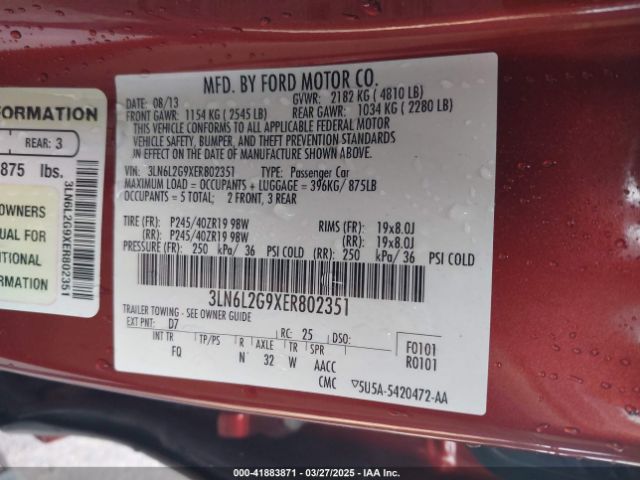 MFD. BY FORD MOTOR CO.
DATE: 08/13 GVWR: 2182 KG ( 4810 LB)
FRONT GAWR: 1154 KG ( 2545 LB) REAR GAWR: 1034 KG ( 2280 LB)
THIS VEHICLE CONFORMS TO ALL APPLICABLE FEDERAL MOTOR
VEHICLE SAFETY, BUMPER, AND THEFT PREVENTION STANDARDS
IN EFFECT ON THE DATE OF MANUFACTURE SHOWN ABOVE.
VIN: 3LN6L2G9XER802351 TYPE: Passenger Car
MAXIMUM LOAD = OCCUPANTS + LUGGAGE = 396KG/ 875LB
OCCUPANTS = 5 TOTAL; 2 FRONT, 3 REAR
TIRE (FR): P245/40ZR19 98W RIMS (FR): 19x8.0J
(RR): P245/40ZR19 98W (RR): 19x8.0J
PRESSURE (FR): 250 kPa/ 36 PSI COLD (RR): 250 kPa/ 36 PSI COLD
3LN6L2G9XER802351
TRAILER TOWING - SEE OWNER GUIDE
EXT PNT: D7 RC: 25 DSO: F0101
INT TR TP/PS R AXLE TR SPR R0101
FQ N 32 W AACC
CMC 5U5A-5420472-AA
FORMATION
REAR: 3
875 lbs.
OWNERS
UAL FOR
ITIONAL
FORMATION
3LN6L2G9XER802351
000-41883871 | 03/27/2025 | IAA Inc.